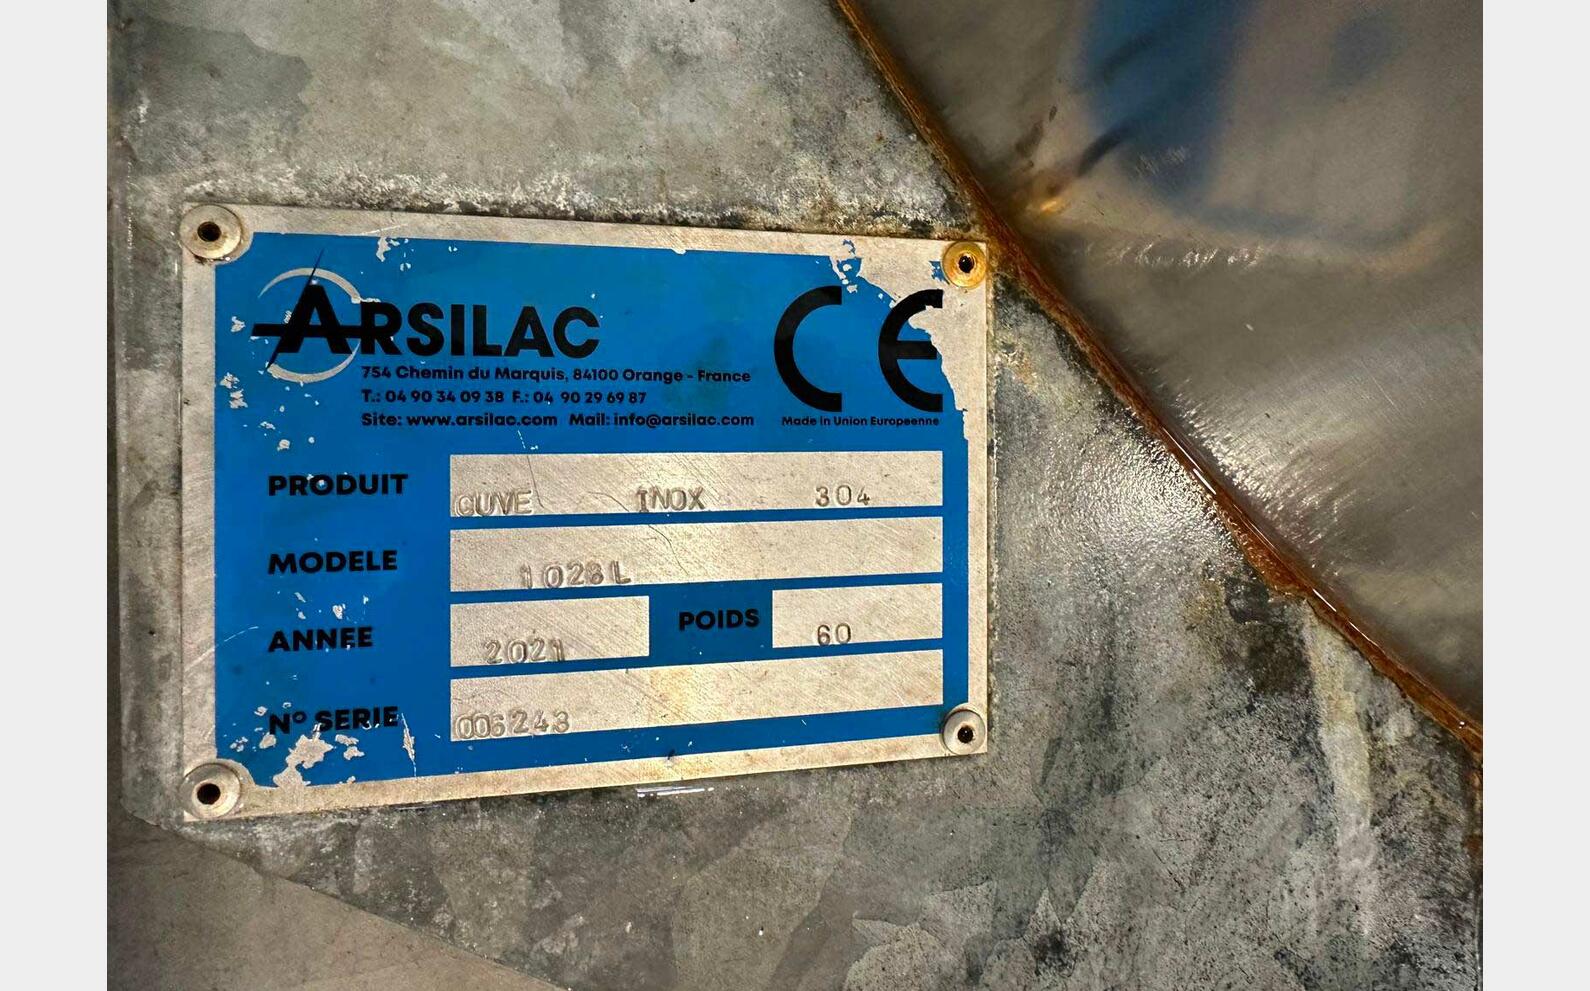 ARSILAC
754 Chemin du Marquis, 84100 Orange - France
T.: 04 90 34 09 38 F.: 04 90 29 69 87
Site: www.arsilac.com Mail: info@arsilac.com
CE
Made in Union Europeenne
PRODUIT CUVE INOX 304
MODELE 1028L
ANNEE 2021 POIDS 60
N° SERIE 006243